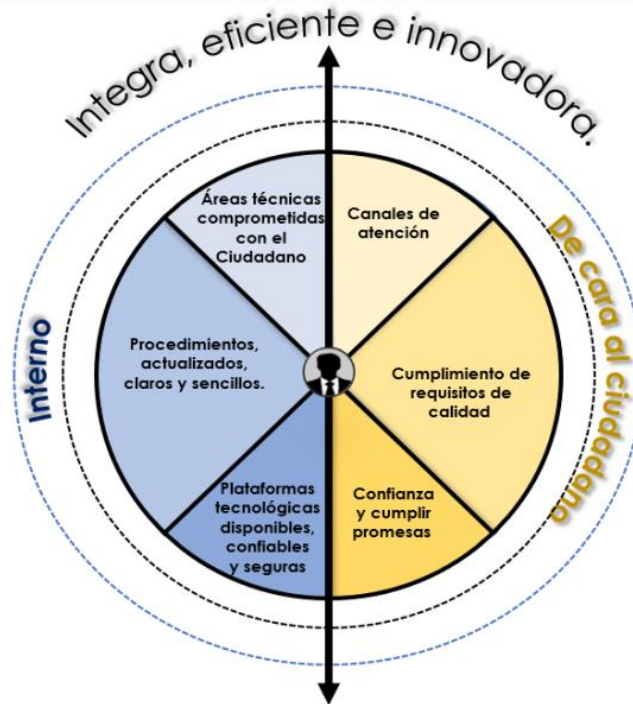 Integra, eficiente e innovadora.
Áreas técnicas
comprometidas
con el
Ciudadano
Canales de
atención
Interno
De cara al ciudadano
Procedimientos,
actualizados,
claros y sencillos.
Cumplimiento de
requisitos de
calidad
Plataformas
tecnológicas
disponibles,
confiables
y seguras
Confianza
y cumplir
promesas